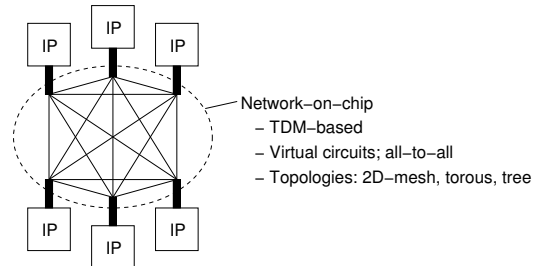 IP
IP
IP
Network−on−chip
− TDM−based
− Virtual circuits; all−to−all
− Topologies: 2D−mesh, torous, tree
IP
IP
IP